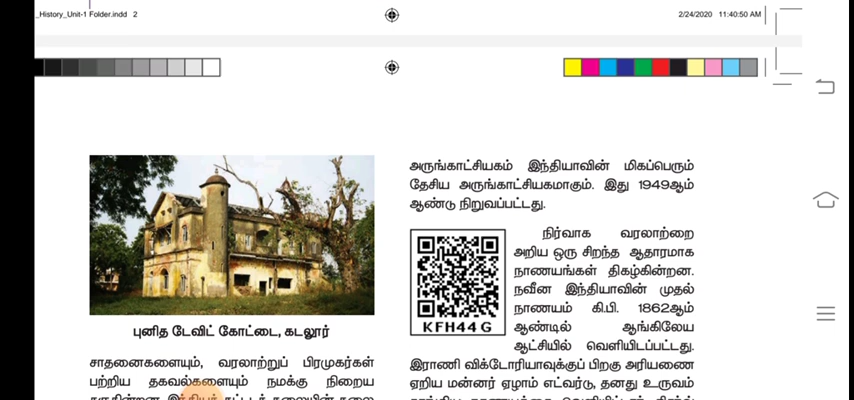 _History_Unit-1 Folder.indd 2
2/24/2020 11:40:50 AM
புனித டேவிட் கோட்டை, கடலூர்
சாதனைகளையும், வரலாற்றுப் பிரமுகர்கள்
பற்றிய தகவல்களையும் நமக்கு நிறைய
அருங்காட்சியகம் இந்தியாவின் மிகப்பெரும்
தேசிய அருங்காட்சியகமாகும். இது 1949ஆம்
ஆண்டு நிறுவப்பட்டது.
நிர்வாக வரலாற்றை
அறிய ஒரு சிறந்த ஆதாரமாக
நாணயங்கள் திகழ்கின்றன.
நவீன இந்தியாவின் முதல்
நாணயம் கி.பி. 1862ஆம்
ஆண்டில் ஆங்கிலேய
ஆட்சியில் வெளியிடப்பட்டது.
KFH44G
இராணி விக்டோரியாவுக்குப் பிறகு அரியணை
ஏறிய மன்னர் ஏழாம் எட்வர்டு, தனது உருவம்